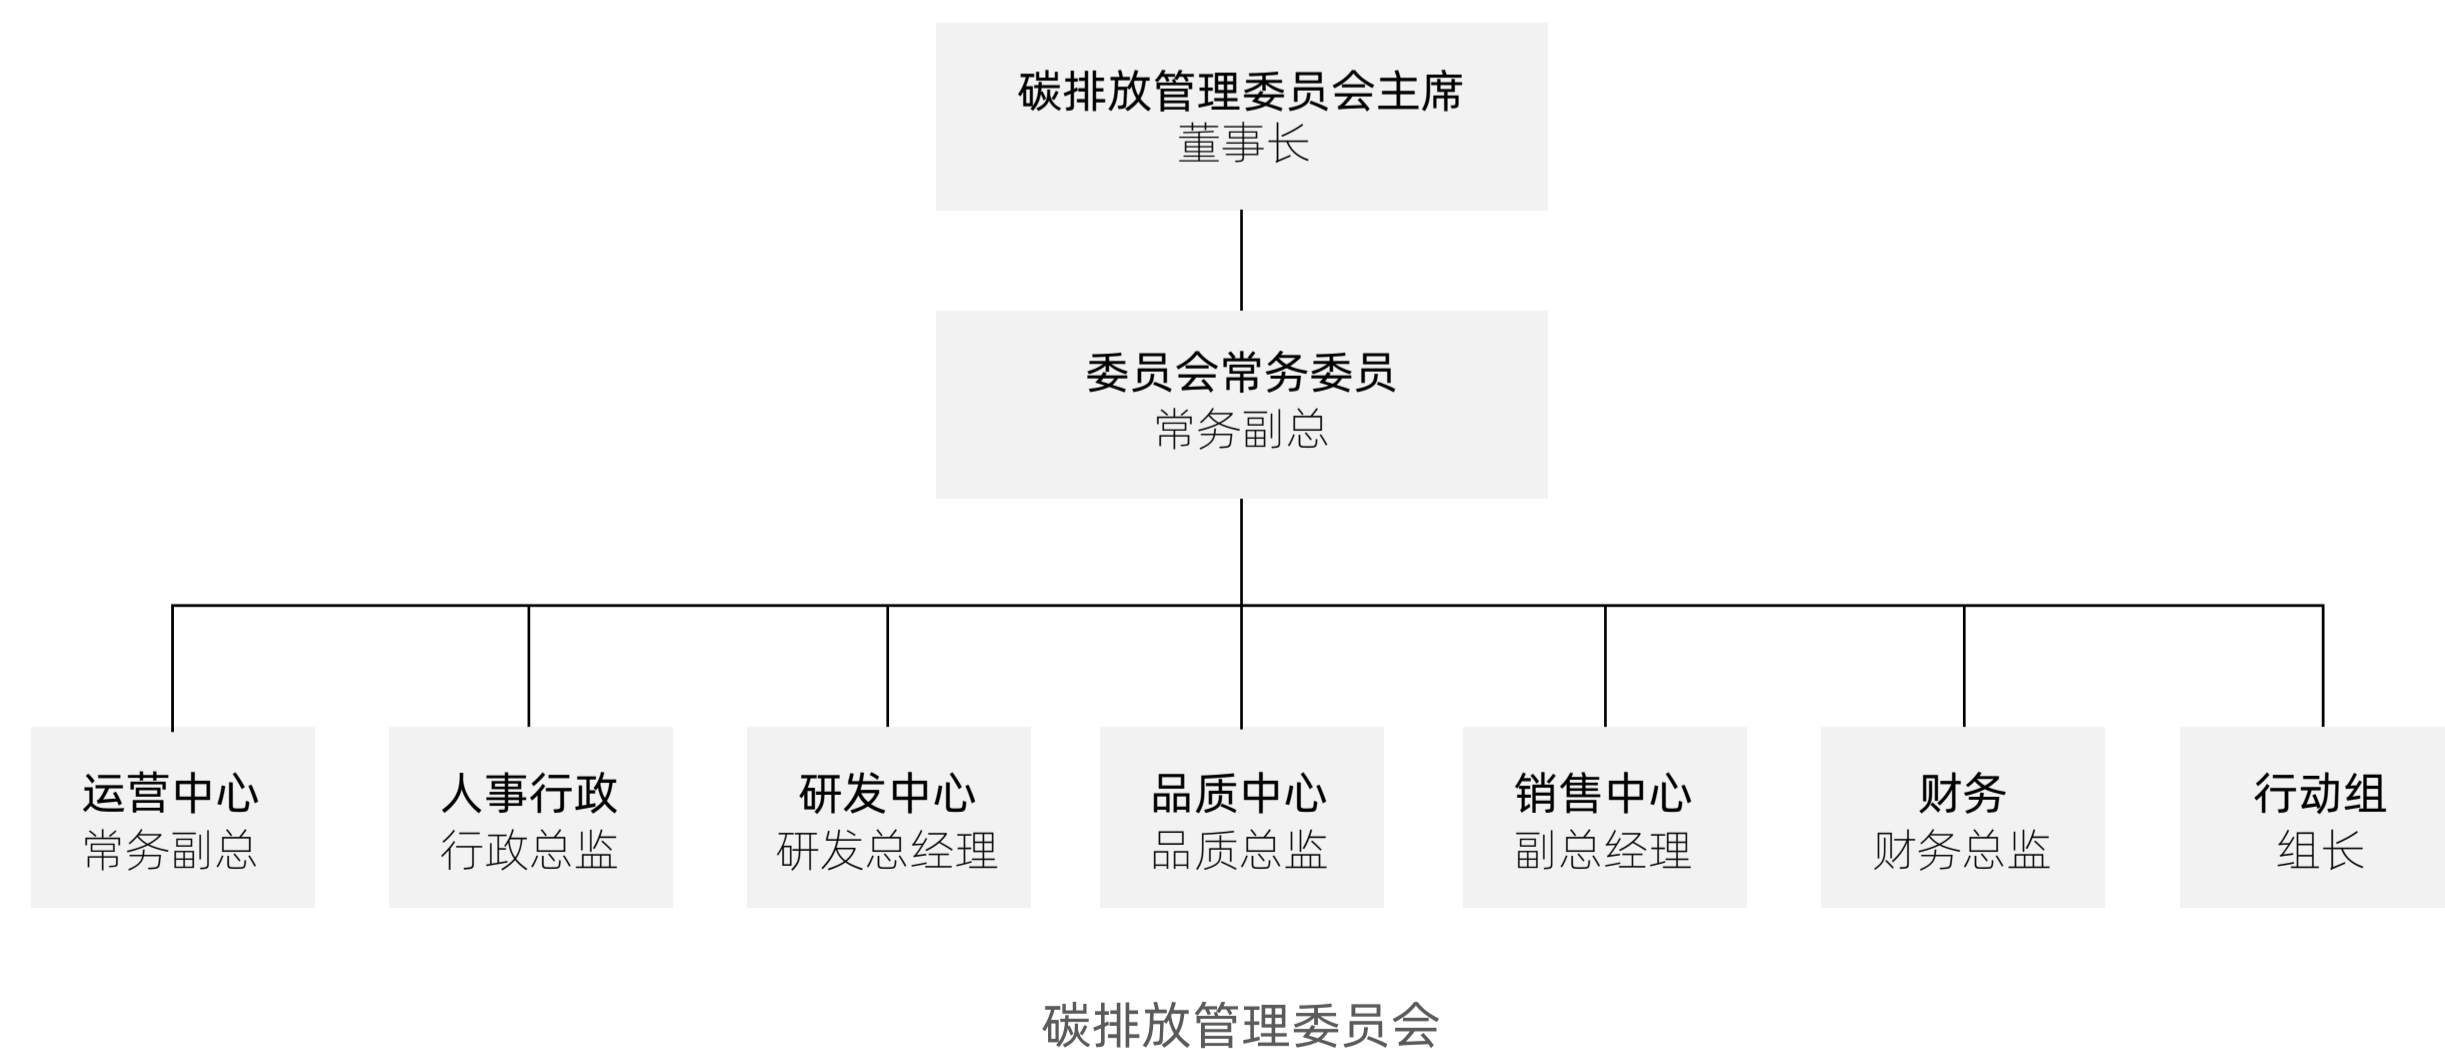 碳排放管理委员会主席
董事长
委员会常务委员
常务副总
运营中心
常务副总
人事行政
行政总监
研发中心
研发总经理
品质中心
品质总监
销售中心
副总经理
财务
财务总监
行动组
组长
碳排放管理委员会